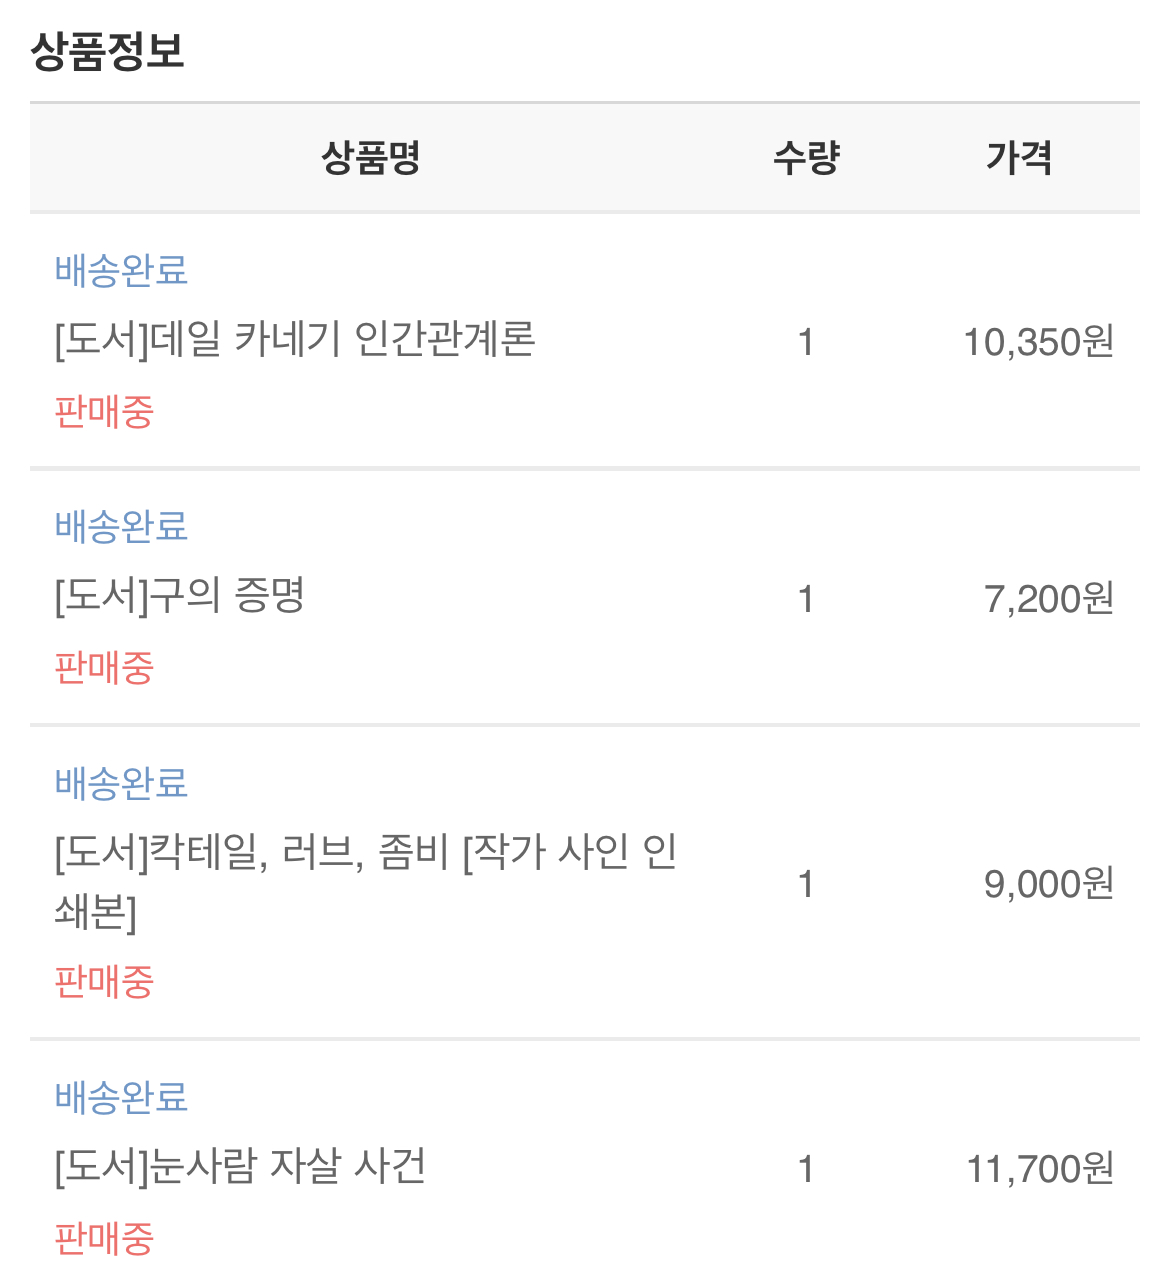 상품정보
상품명 수량 가격
배송완료
[도서]데일 카네기 인간관계론 1 10,350원
판매중
배송완료
[도서]구의 증명 1 7,200원
판매중
배송완료
[도서]칵테일, 러브, 좀비 [작가 사인 인
쇄본] 1 9,000원
판매중
배송완료
[도서]눈사람 자살 사건 1 11,700원
판매중